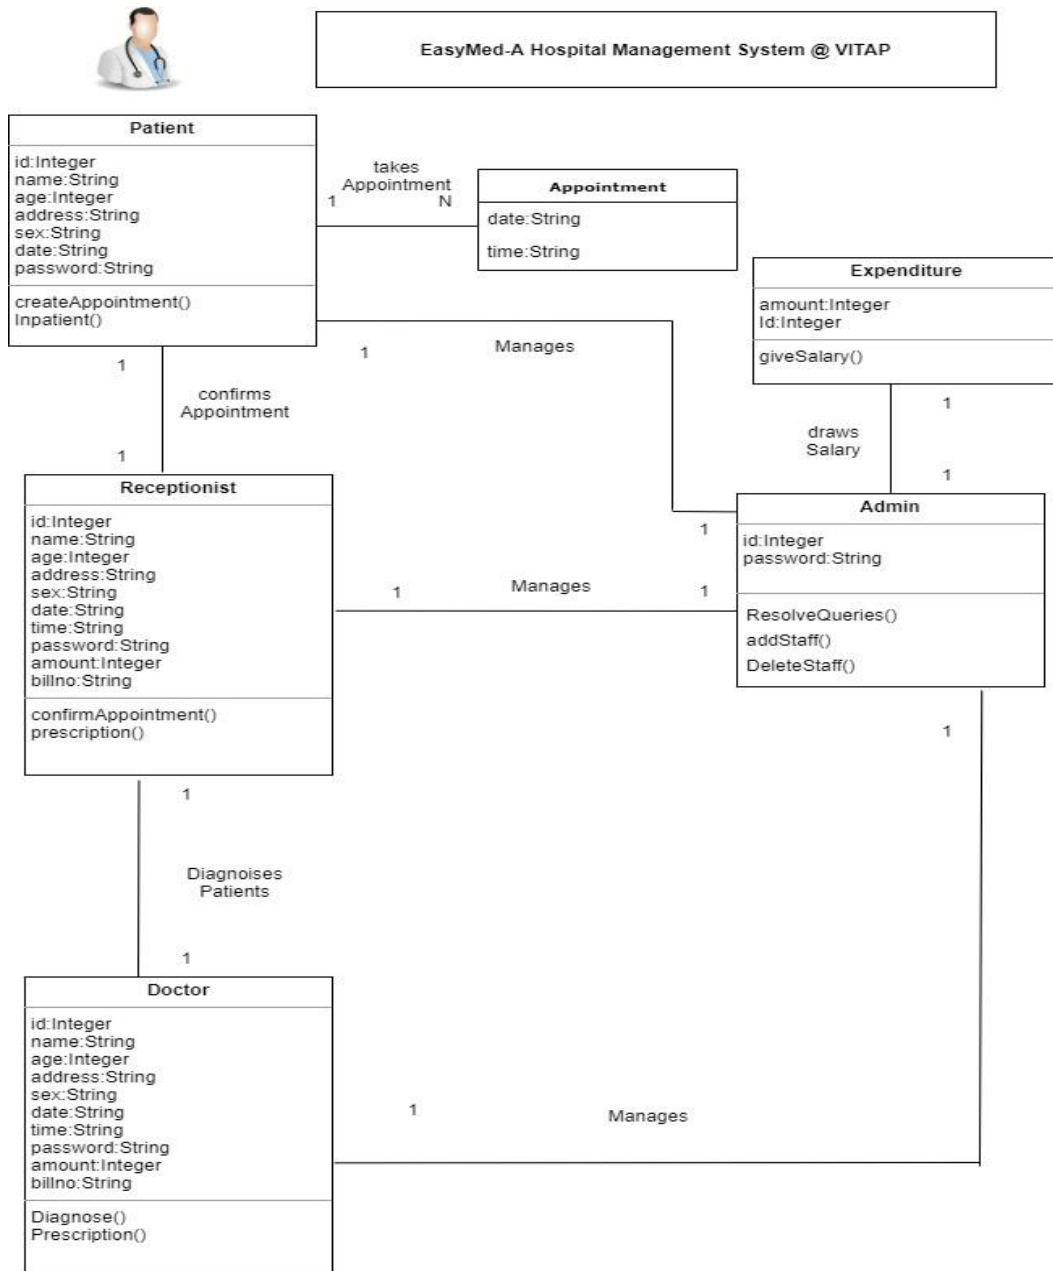 EasyMed-A Hospital Management System @ VITAP
Patient
id:Integer
name:String
age:Integer
address:String
sex:String
date:String
password:String
createAppointment()
Inpatient()
takes
Appointment
1
N
Appointment
date:String
time:String
Expenditure
amount:Integer
Id:Integer
giveSalary()
1
Manages
1
1
confirms
Appointment
1
1
draws
Salary
1
Receptionist
id:Integer
name:String
age:Integer
address:String
sex:String
date:String
time:String
password:String
amount:Integer
billno:String
confirmAppointment()
prescription()
1
Manages
1
Admin
id:Integer
password:String
ResolveQueries()
addStaff()
DeleteStaff()
1
1
Diagnoises
Patients
1
Doctor
id:Integer
name:String
age:Integer
address:String
sex:String
date:String
time:String
password:String
amount:Integer
billno:String
Diagnose()
Prescription()
1
Manages